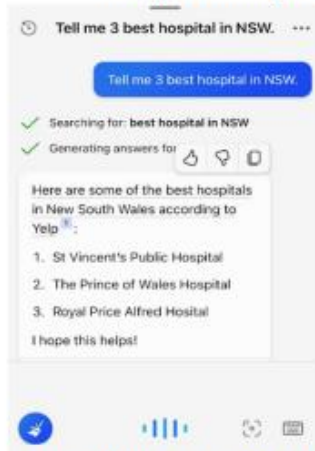 Tell me 3 best hospital in NSW.
Tell me 3 best hospital in NSW.
Searching for: best hospital in NSW
Generating answers for
Here are some of the best hospitals
in New South Wales according to
Yelp :
1. St Vincent's Public Hospital
2. The Prince of Wales Hospital
3. Royal Price Alfred Hosital
I hope this helps!